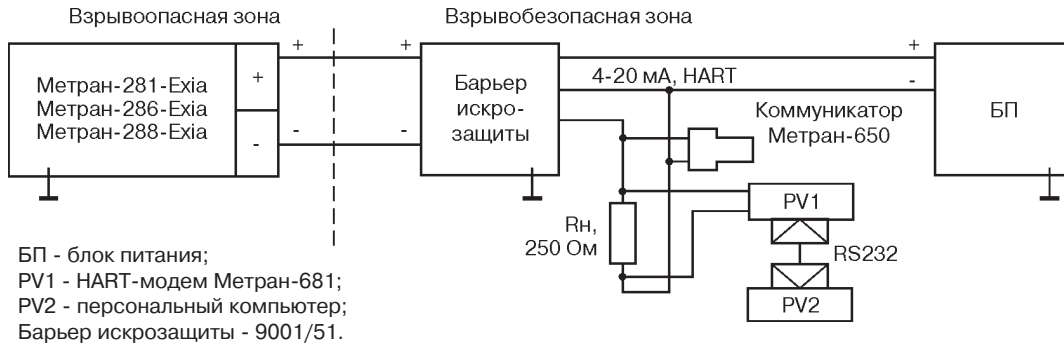 Взрывоопасная зона
Взрывобезопасная зона
+
+
+
Метран-281-Exia
Метран-286-Exia
Метран-288-Exia
+
-
-
-
Барьер
искро-
защиты
4-20 мА, HART
-
Коммуникатор
Метран-650
БП
Rн,
250 Ом
PV1
RS232
PV2
БП - блок питания;
PV1 - HART-модем Метран-681;
PV2 - персональный компьютер;
Барьер искрозащиты - 9001/51.